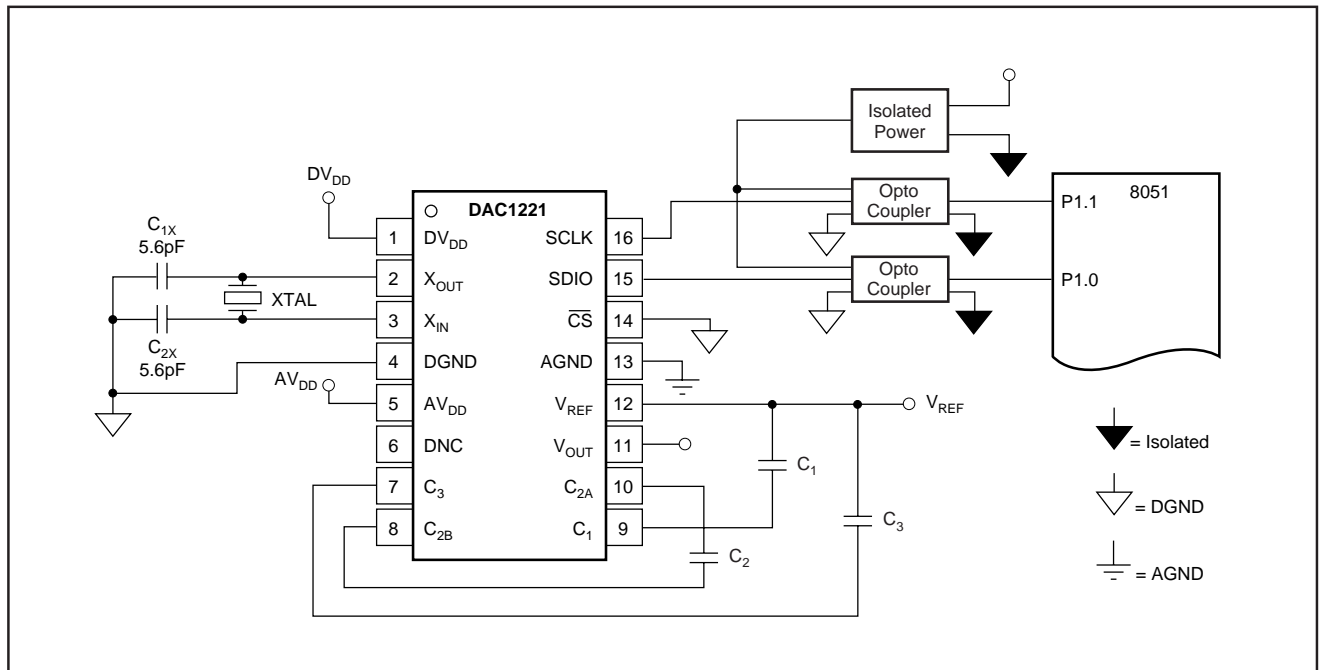 Isolated
Power
DV_DD
Opto
Coupler
8051
P1.1
DAC1221
C_1X
5.6pF
1 DV_DD SCLK 16
2 X_OUT SDIO 15
Opto
Coupler
P1.0
XTAL
3 X_IN C̅S̅ 14
C_2X
5.6pF
4 DGND AGND 13
AV_DD
5 AV_DD V_REF 12
V_REF
6 DNC V_OUT 11
= Isolated
C_1
7 C_3 C_2A 10
= DGND
8 C_2B C_1 9
C_3
C_2
= AGND